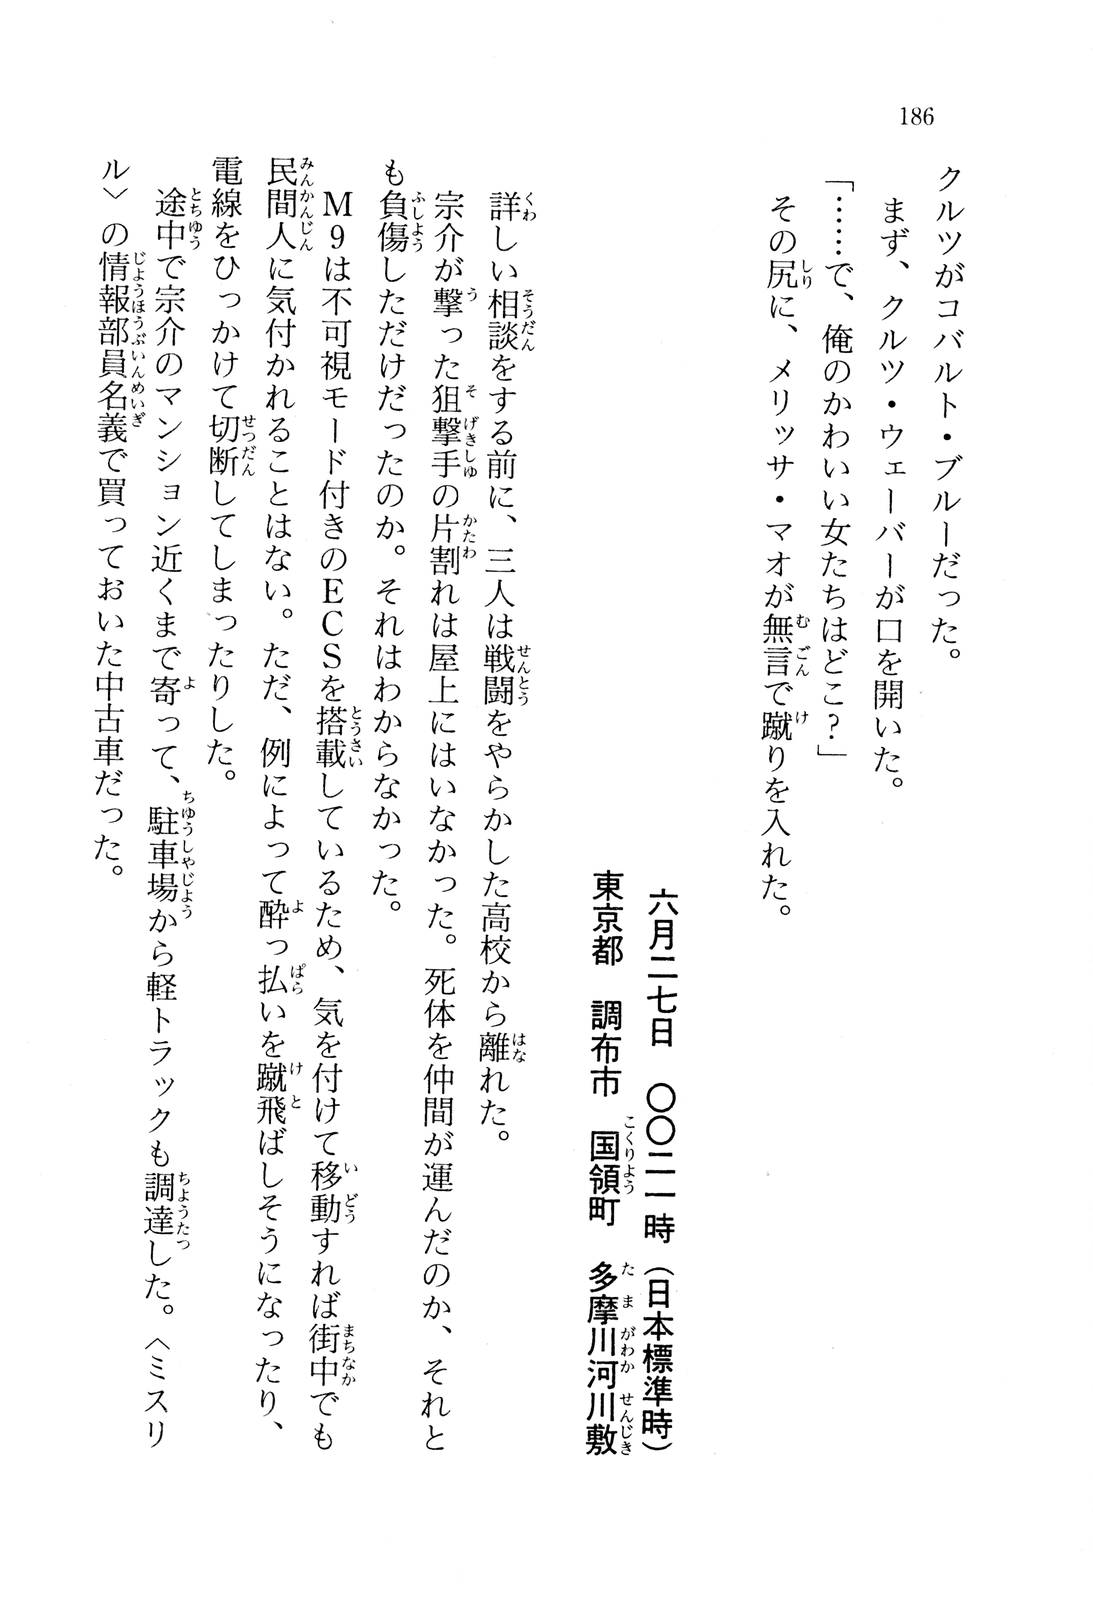 186
クルツがコバルト・ブルーだった。
まず、クルツ・ウェーバーが口を開いた。
「……で、俺のかわいい女たちはどこ？」
その尻に、メリッサ・マオが無言で蹴りを入れた。
六月二七日　〇〇二一時（日本標準時）
東京都　調布市　国領町　多摩川河川敷
詳しい相談をする前に、三人は戦闘をやらかした高校から離れた。
宗介が撃った狙撃手の片割れは屋上にはいなかった。死体を仲間が運んだのか、それと
も負傷しただけだったのか。それはわからなかった。
Ｍ９は不可視モード付きのＥＣＳを搭載しているため、気を付けて移動すれば街中でも
民間人に気付かれることはない。ただ、例によって酔っ払いを蹴飛ばしそうになったり、
電線をひっかけて切断してしまったりした。
途中で宗介のマンション近くまで寄って、駐車場から軽トラックも調達した。〈ミスリ
ル〉の情報部員名義で買っておいた中古車だった。